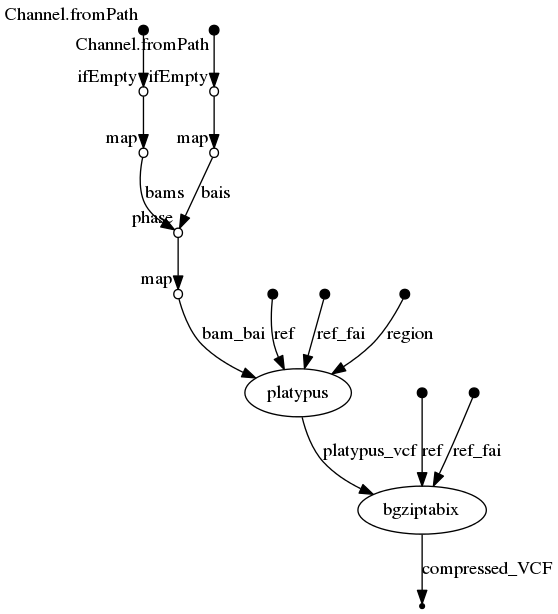 Channel.fromPath
Channel.fromPath
ifEmpty
ifEmpty
map
map
bams
bais
phase
map
bam_bai
ref
ref_fai
region
platypus
platypus_vcf
ref
ref_fai
bgziptabix
compressed_VCF